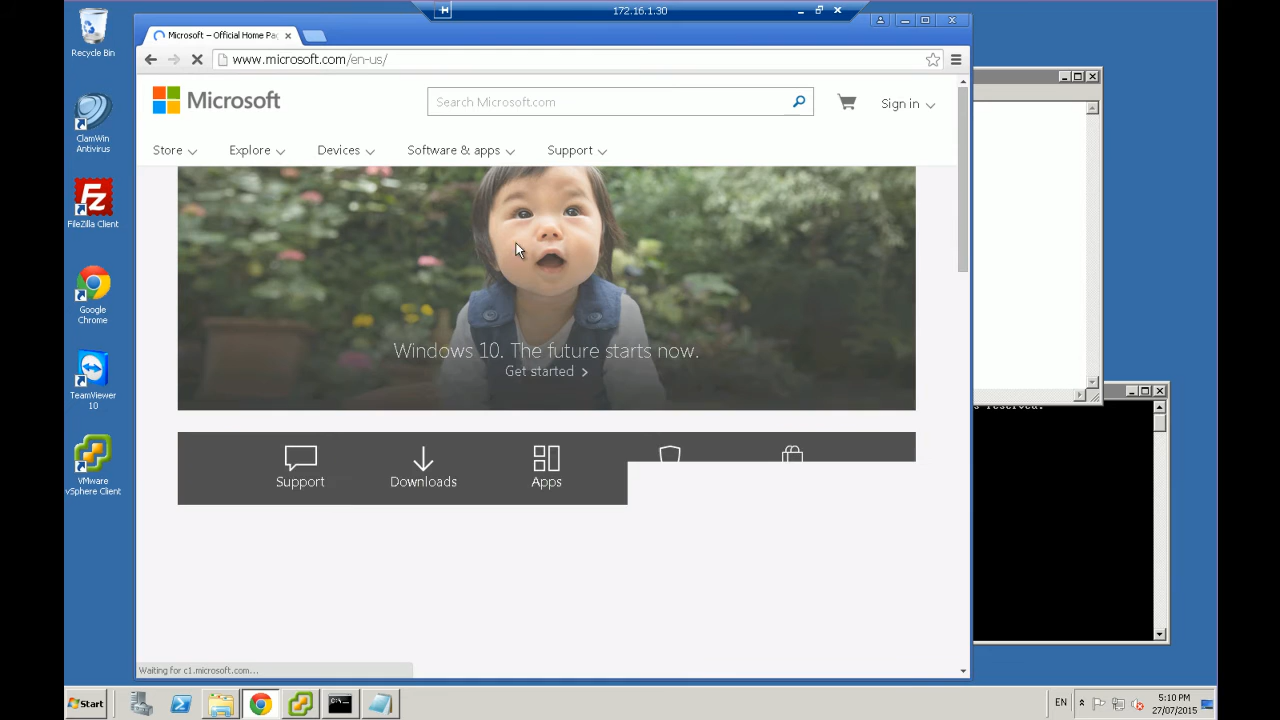 172.16.1.30
Recycle Bin
Microsoft – Official Home Pa
www.microsoft.com/en-us/
Microsoft
Search Microsoft.com
Sign in
ClamWin
Antivirus
Store
Explore
Devices
Software & apps
Support
FileZilla Client
Google
Chrome
Windows 10. The future starts now.
Get started
TeamViewer
10
s reserved.
Support
Downloads
Apps
VMware
vSphere Client
Waiting for c1.microsoft.com...
Start
EN
5:10 PM
27/07/2015